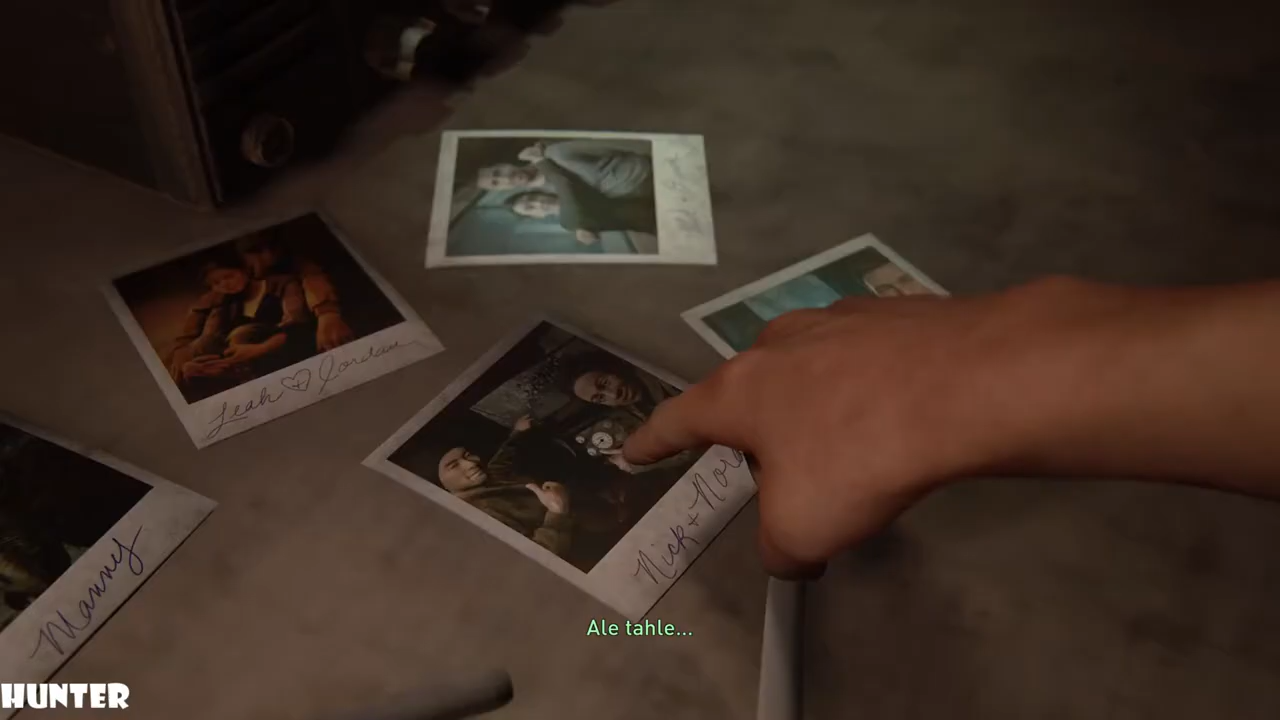 Leah ♡ Jordan
Nick + Nora
Manny
Ale tahle...
HUNTER